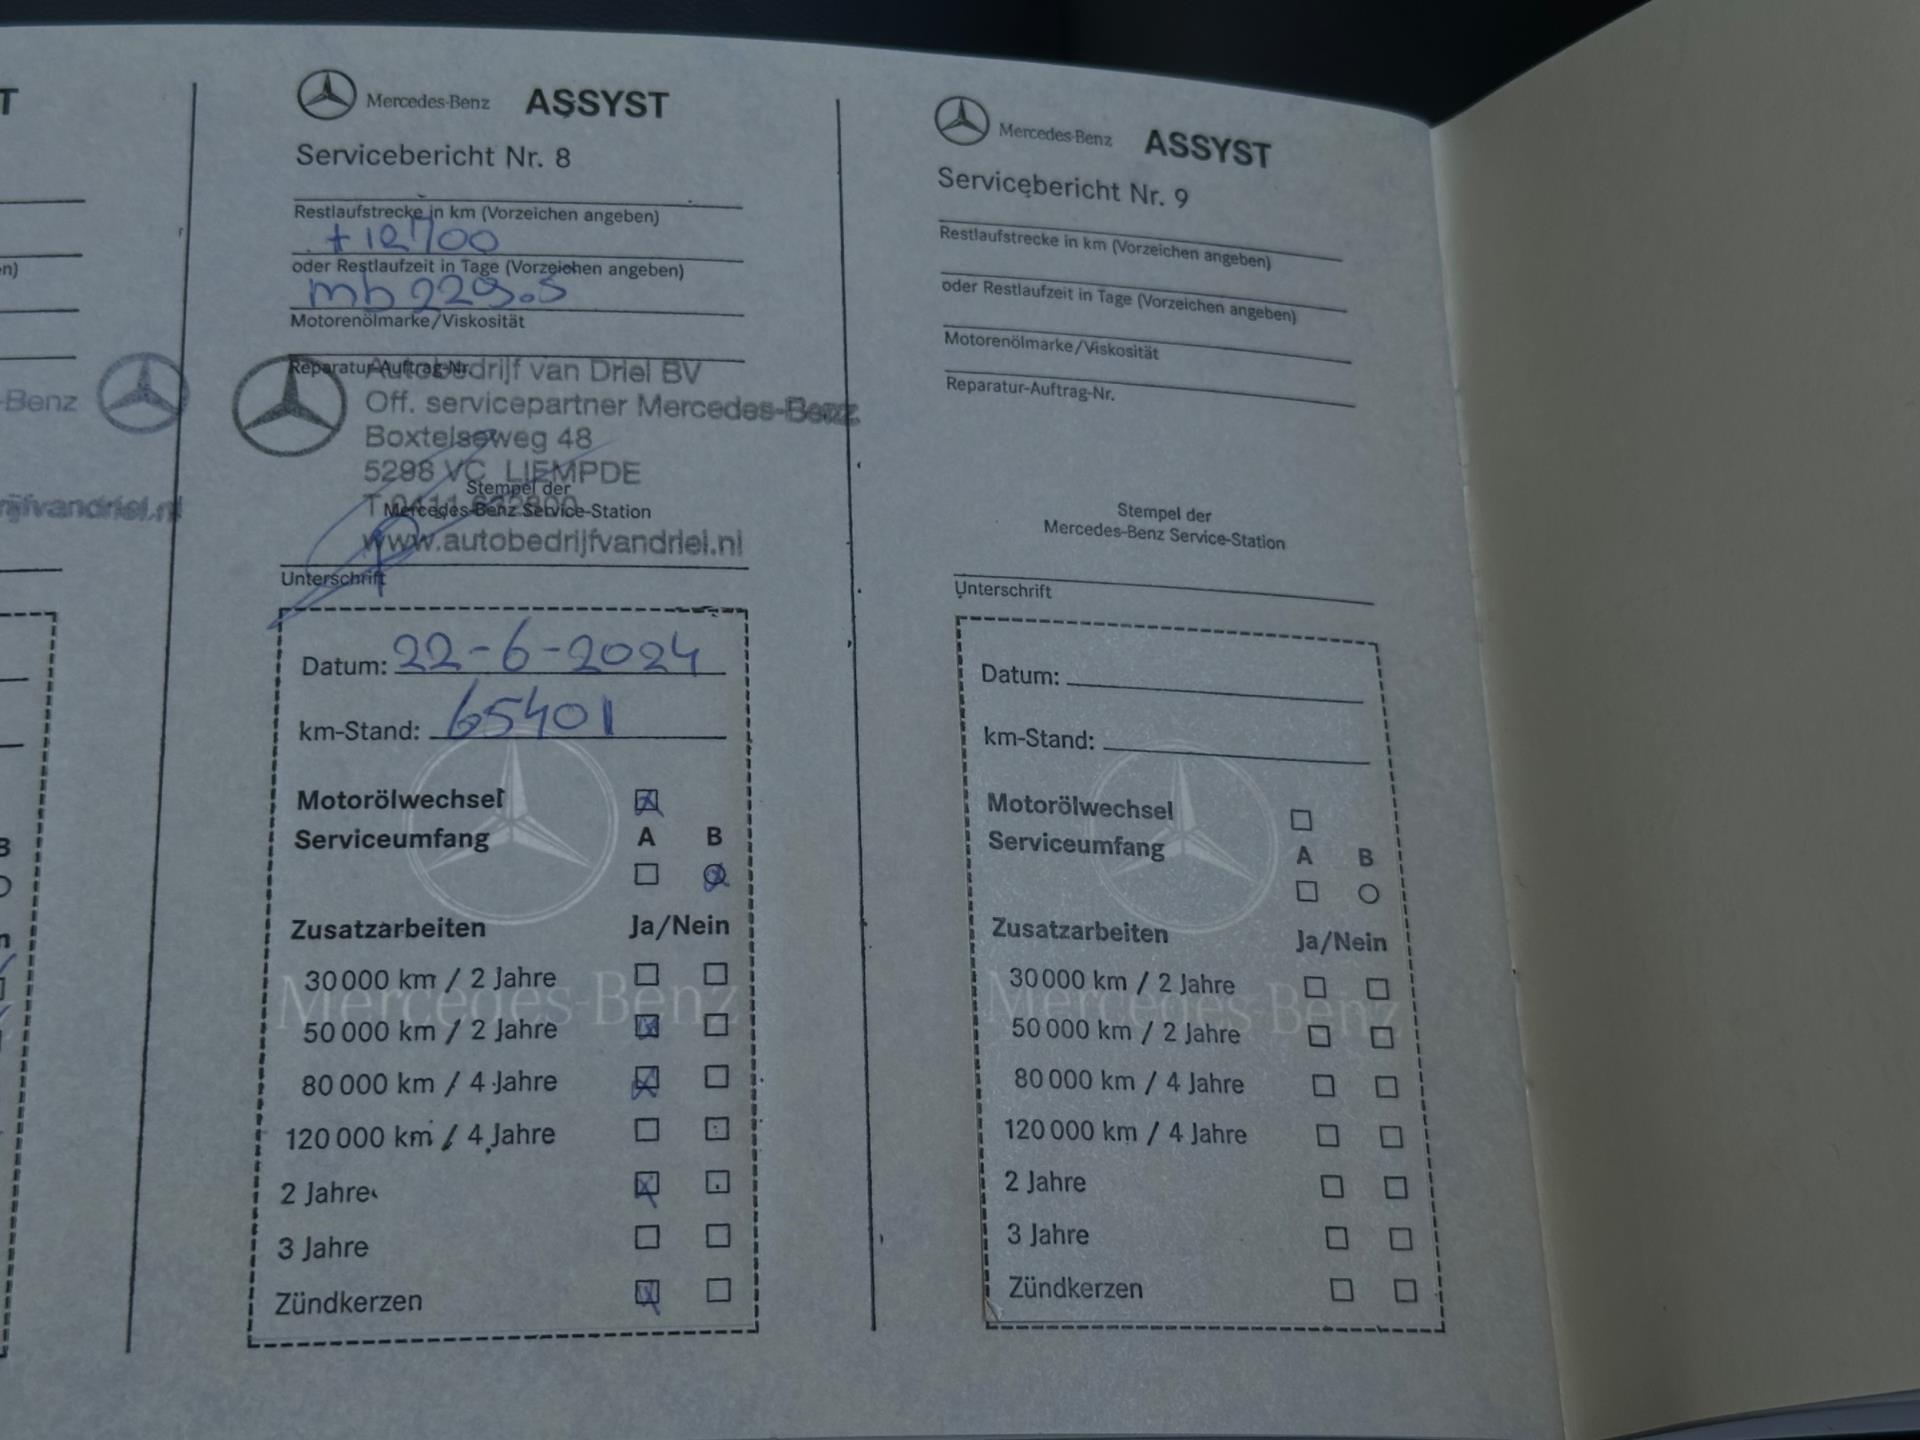 T
n)
-Benz
rijfvandriel.nl
B
n
Mercedes-Benz ASSYST
Servicebericht Nr. 8
Restlaufstrecke in km (Vorzeichen angeben)
+12700
oder Restlaufzeit in Tage (Vorzeichen angeben)
mb 229.5
Motorenölmarke/Viskosität
Reparatur-Auftrag-Nr.
Autobedrijf van Driel BV
Off. servicepartner Mercedes-Benz
Boxtelseweg 48
5298 VC LIEMPDE
Stempel der
Mercedes-Benz Service-Station
www.autobedrijfvandriel.nl
Unterschrift
Datum: 22-6-2024
km-Stand: 65401
Motorölwechsel
Serviceumfang A B
Zusatzarbeiten Ja/Nein
30 000 km / 2 Jahre
50 000 km / 2 Jahre
80 000 km / 4 Jahre
120 000 km / 4 Jahre
2 Jahre
3 Jahre
Zündkerzen
Mercedes-Benz
Mercedes-Benz ASSYST
Servicebericht Nr. 9
Restlaufstrecke in km (Vorzeichen angeben)
oder Restlaufzeit in Tage (Vorzeichen angeben)
Motorenölmarke/Viskosität
Reparatur-Auftrag-Nr.
Stempel der
Mercedes-Benz Service-Station
Unterschrift
Datum:
km-Stand:
Motorölwechsel
Serviceumfang A B
Zusatzarbeiten Ja/Nein
30 000 km / 2 Jahre
50 000 km / 2 Jahre
80 000 km / 4 Jahre
120 000 km / 4 Jahre
2 Jahre
3 Jahre
Zündkerzen
Mercedes-Benz